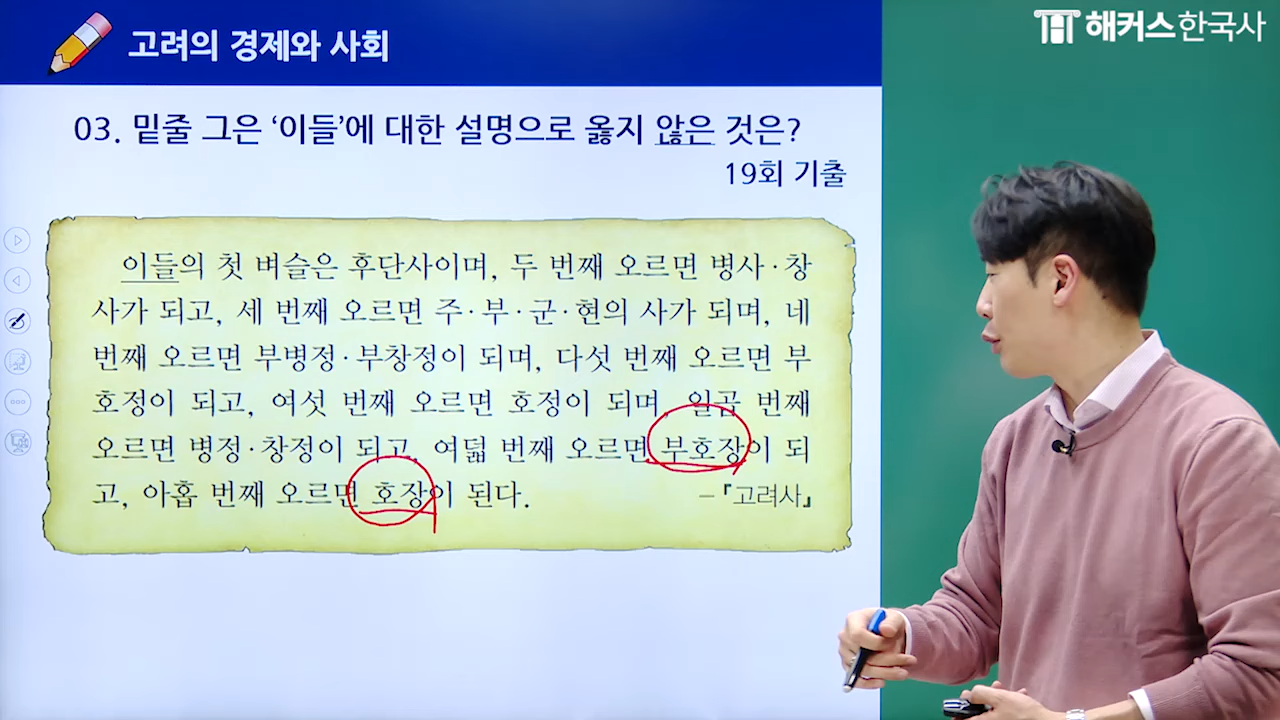 고려의 경제와 사회
해커스한국사
03. 밑줄 그은 ‘이들’에 대한 설명으로 옳지 않은 것은?
19회 기출
이들의 첫 벼슬은 후단사이며, 두 번째 오르면 병사·창
사가 되고, 세 번째 오르면 주·부·군·현의 사가 되며, 네
번째 오르면 부병정·부창정이 되며, 다섯 번째 오르면 부
호정이 되고, 여섯 번째 오르면 호정이 되며, 일곱 번째
오르면 병정·창정이 되고, 여덟 번째 오르면 부호장이 되
고, 아홉 번째 오르면 호장이 된다.
–『고려사』